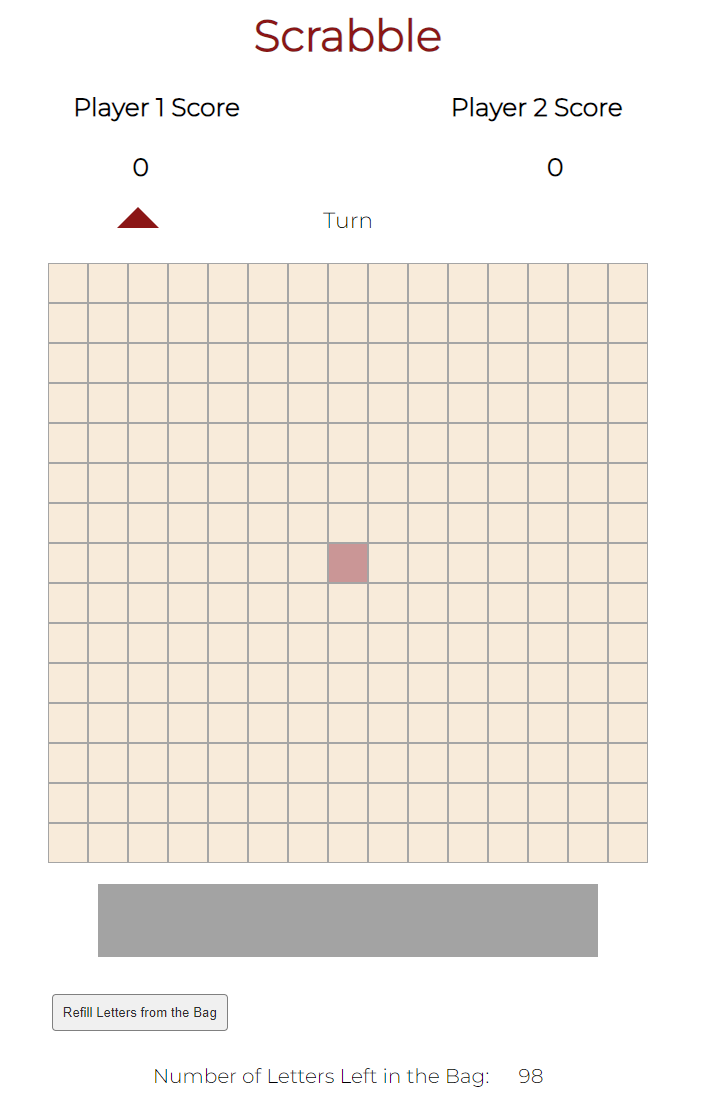 Scrabble
Player 1 Score
Player 2 Score
0
0
Turn
Refill Letters from the Bag
Number of Letters Left in the Bag: 98